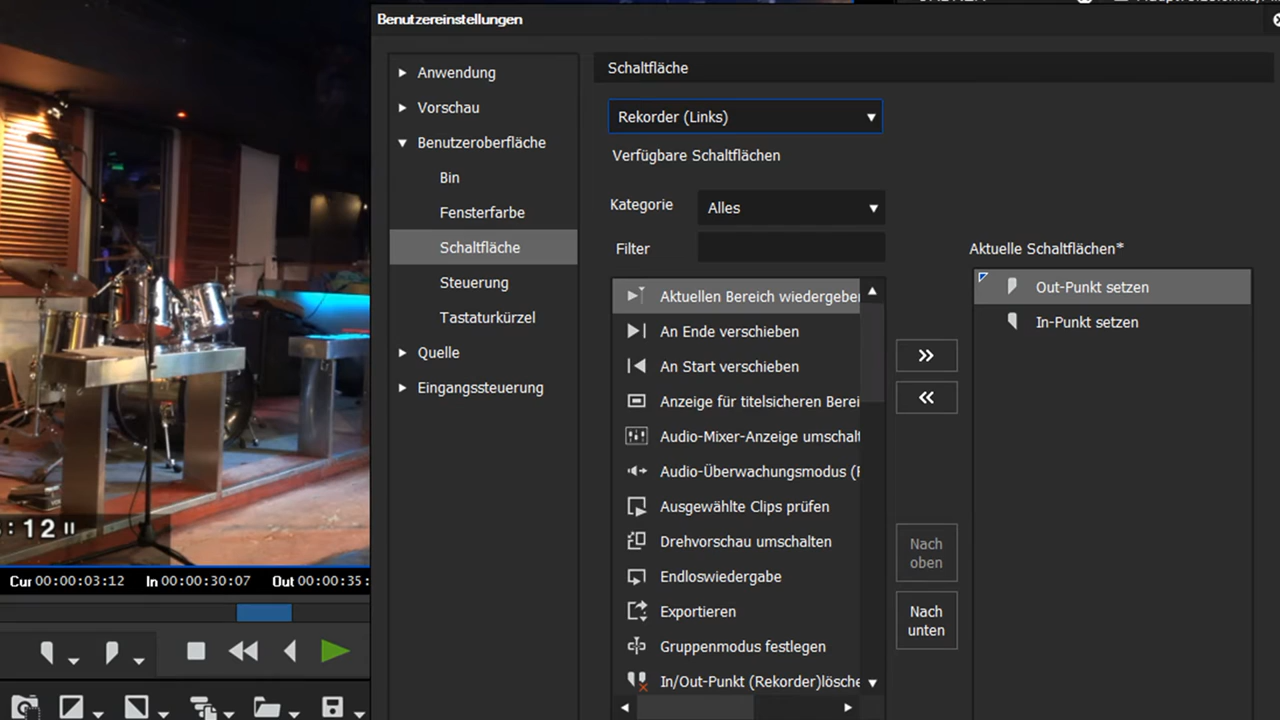 Benutzereinstellungen
Anwendung
Vorschau
Benutzeroberfläche
Bin
Fensterfarbe
Schaltfläche
Steuerung
Tastaturkürzel
Quelle
Eingangssteuerung
Schaltfläche
Rekorder (Links)
Verfügbare Schaltflächen
Kategorie Alles
Filter
Aktuellen Bereich wiedergeben
An Ende verschieben
An Start verschieben
Anzeige für titelsicheren Berei
Audio-Mixer-Anzeige umschalt
Audio-Überwachungsmodus (F
Ausgewählte Clips prüfen
Drehvorschau umschalten
Endloswiedergabe
Exportieren
Gruppenmodus festlegen
In/Out-Punkt (Rekorder)lösche
Nach oben
Nach unten
Aktuelle Schaltflächen*
Out-Punkt setzen
In-Punkt setzen
:12
Cur 00:00:03:12 In 00:00:30:07 Out 00:00:35: